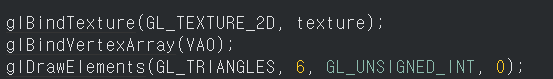 glBindTexture(GL_TEXTURE_2D, texture);
glBindVertexArray(VAO);
glDrawElements(GL_TRIANGLES, 6, GL_UNSIGNED_INT, 0);